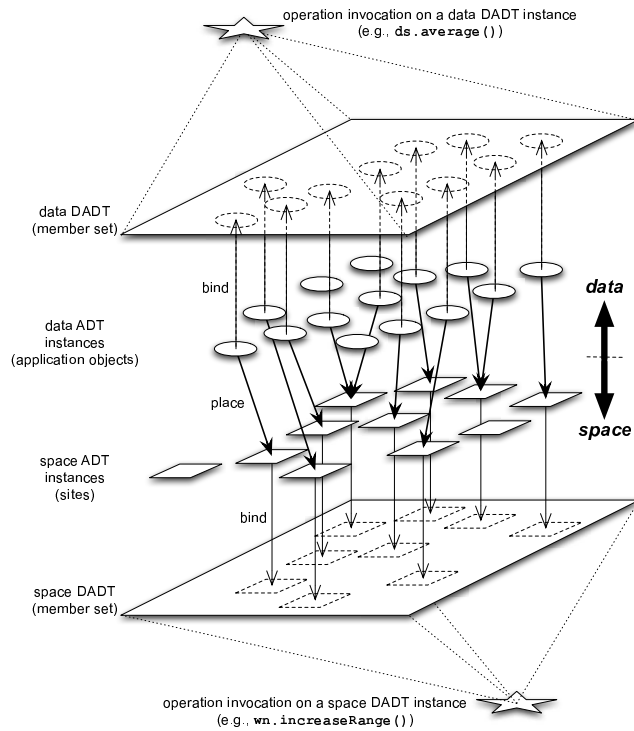 operation invocation on a data DADT instance
(e.g., ds.average())
data DADT
(member set)
bind
data
data ADT
instances
(application objects)
place
space
space ADT
instances
(sites)
bind
space DADT
(member set)
operation invocation on a space DADT instance
(e.g., wn.increaseRange())